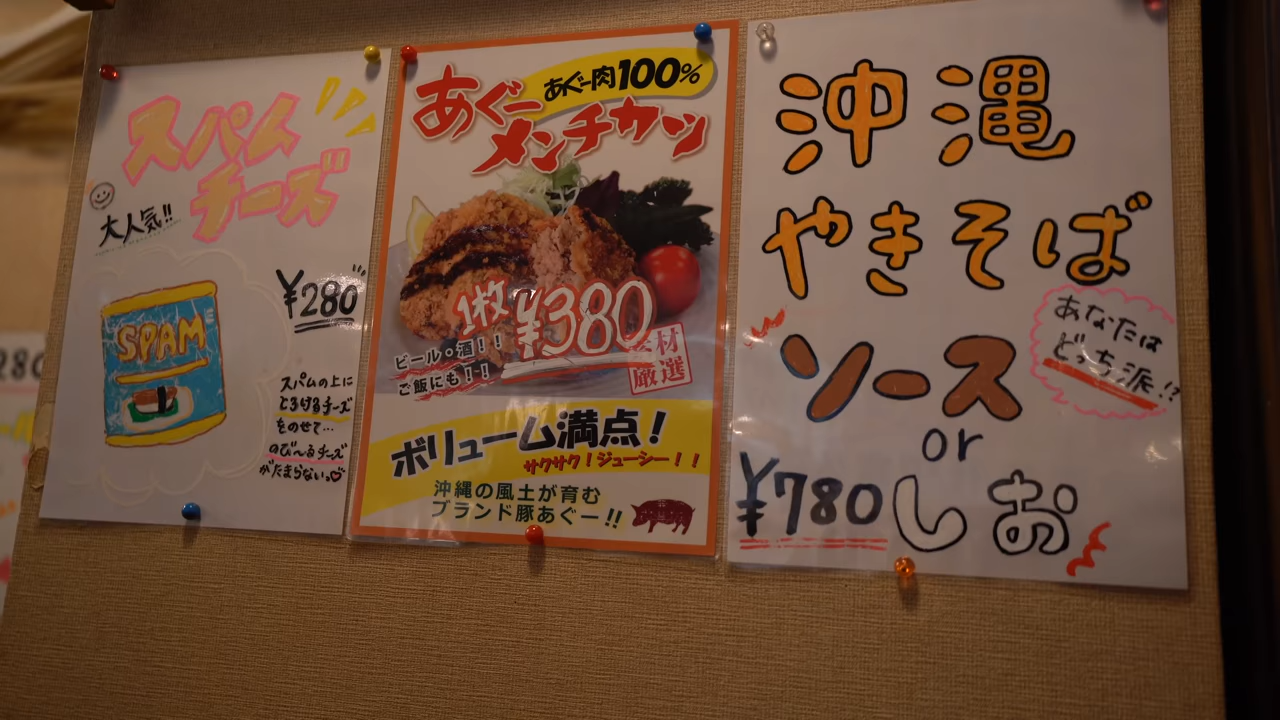 スパム
チーズ
大人気!!
¥280
SPAM
スパムの上に
とろけるチーズ
をのせて…
のび〜るチーズ
がたまらないっ♡
あぐー肉100%
あぐー
メンチカツ
1枚¥380
ビール・酒!!
ご飯にも!!
厳選
ボリューム満点!
サクサク!ジューシー!!
沖縄の風土が育む
ブランド豚あぐー!!
沖縄
やきそば
あなたは
どっち派!?
ソース
or
しお
¥780
280